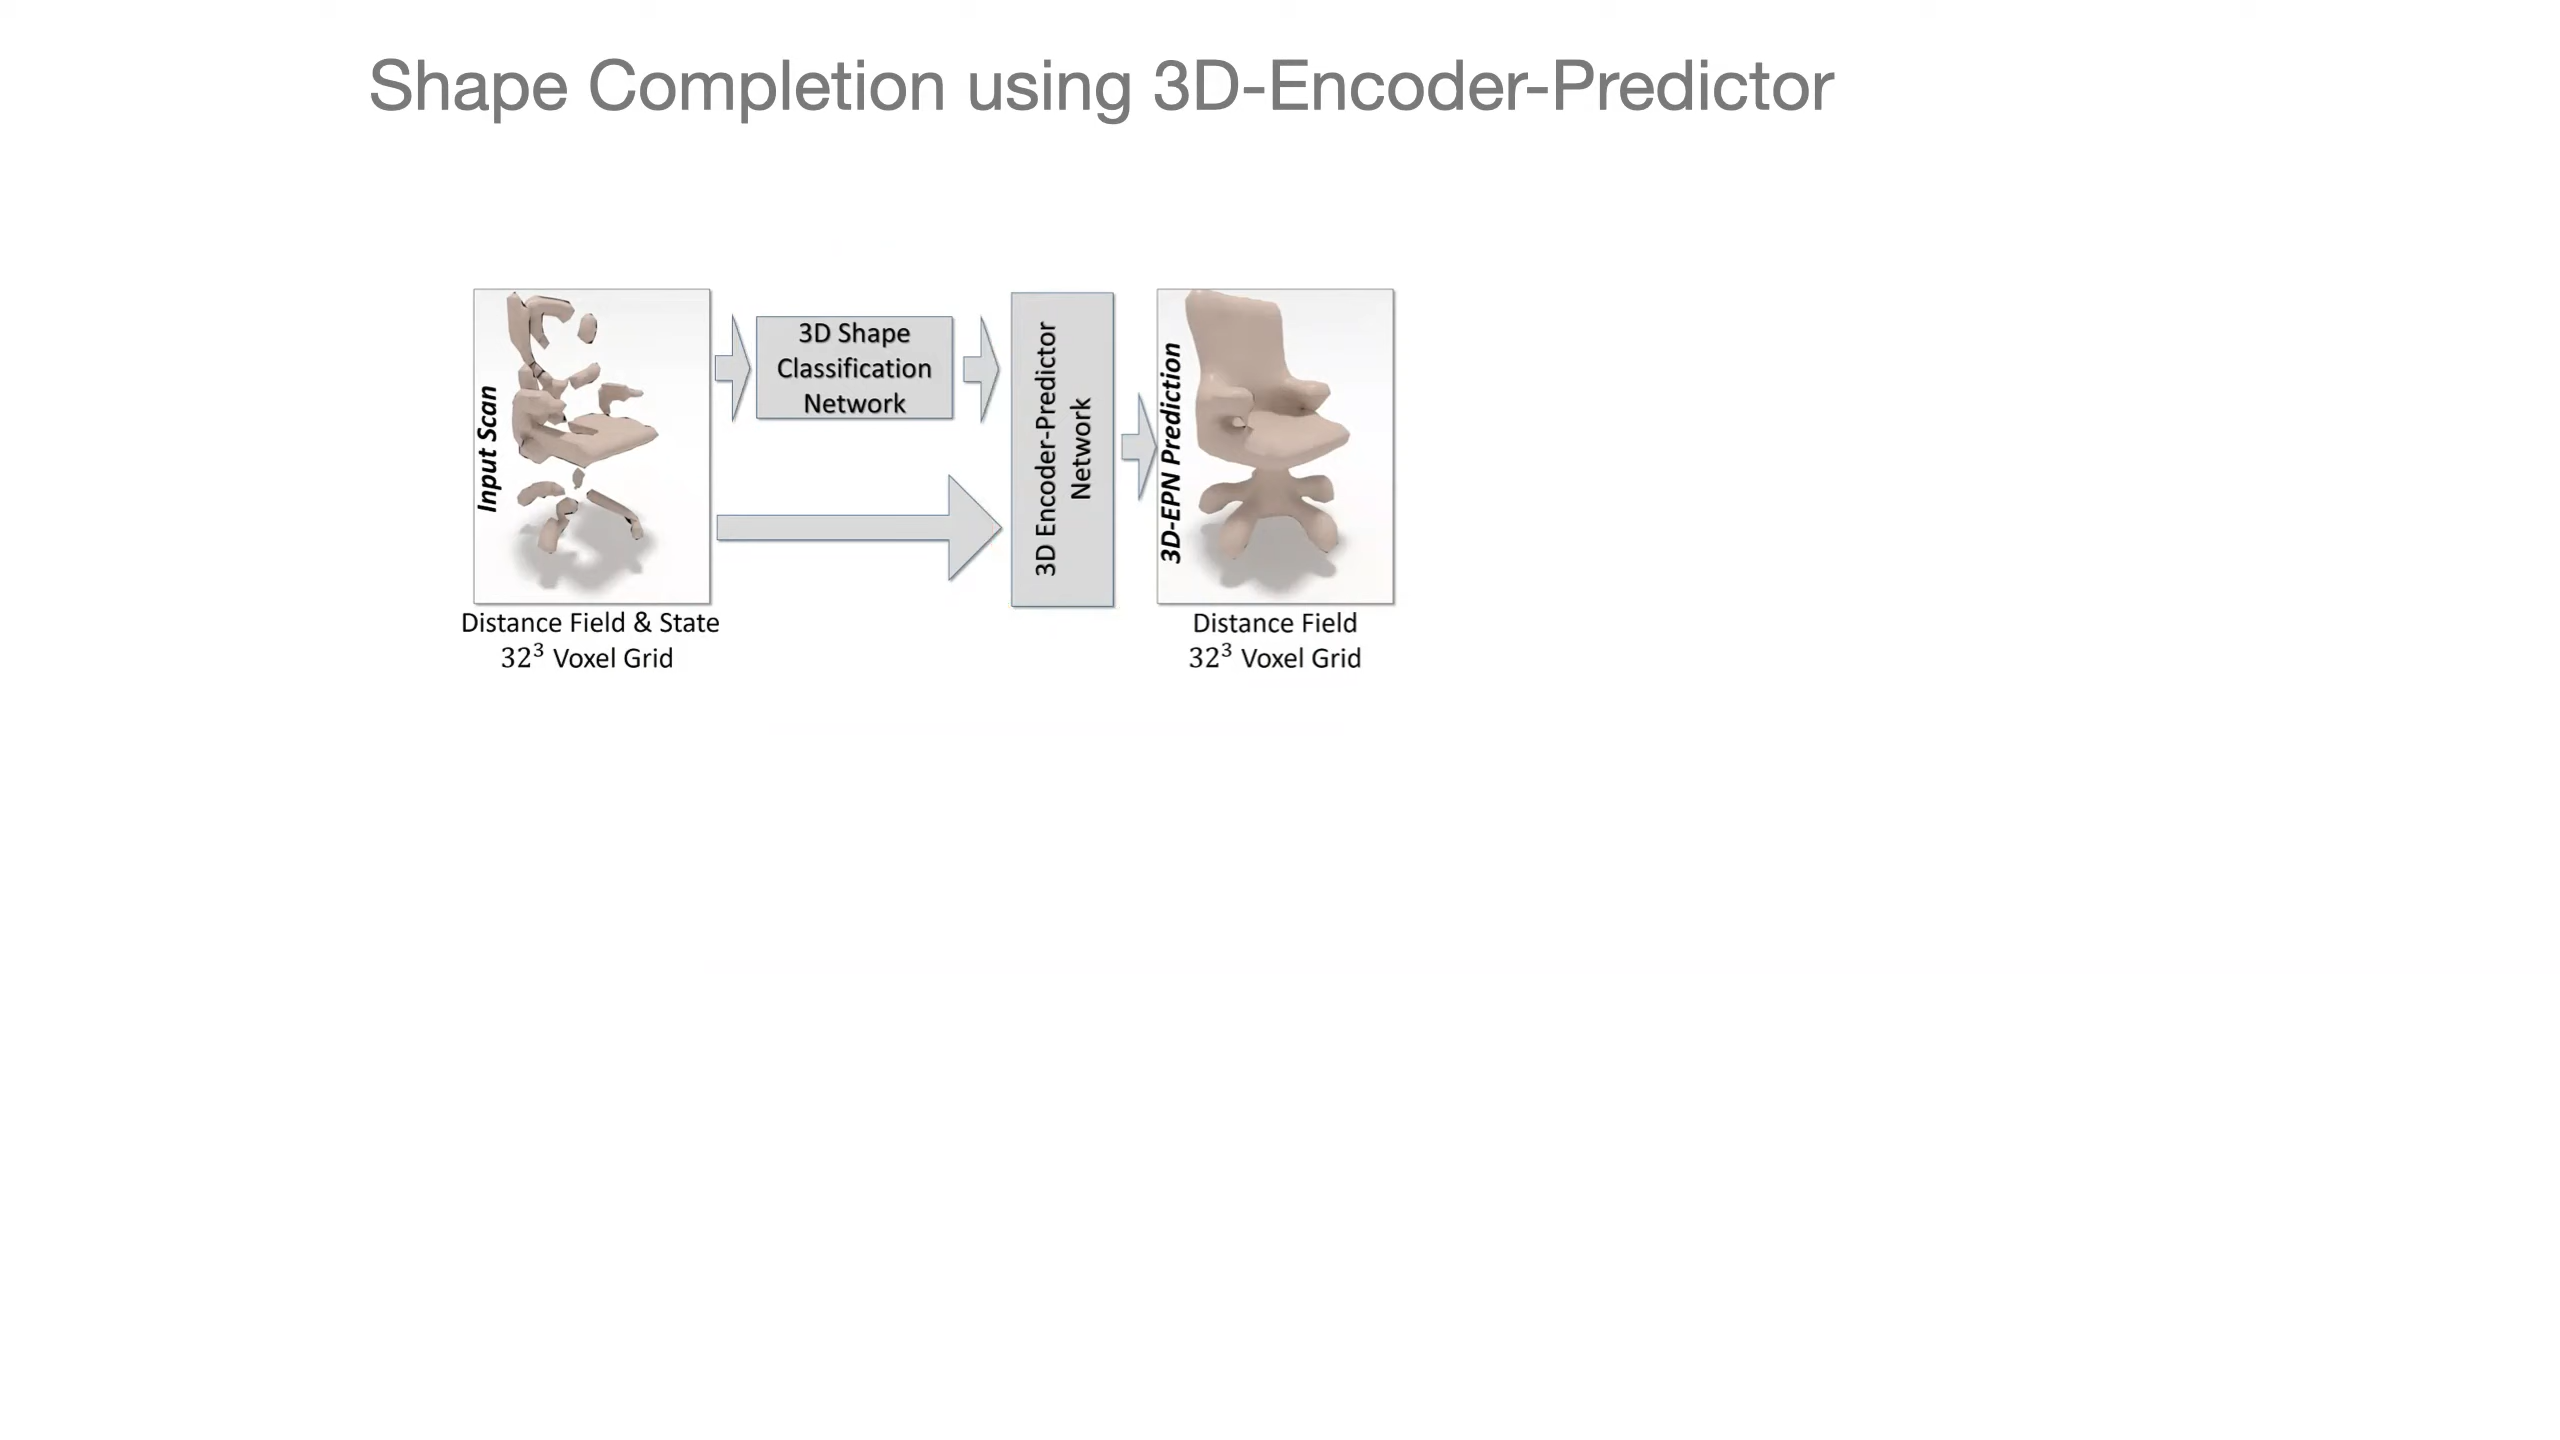 Shape Completion using 3D-Encoder-Predictor
Input Scan
3D Shape
Classification
Network
3D Encoder-Predictor
Network
3D-EPN Prediction
Distance Field & State
32³ Voxel Grid
Distance Field
32³ Voxel Grid